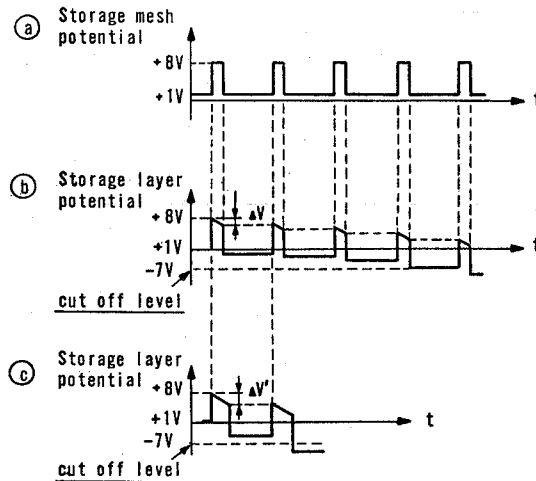 ⓐ Storage mesh
potential
+8V
+1V
t
ⓑ Storage layer
potential
+8V
ΔV
+1V
t
-7V
cut off level
ⓒ Storage layer
potential
+8V
ΔV'
+1V
t
-7V
cut off level